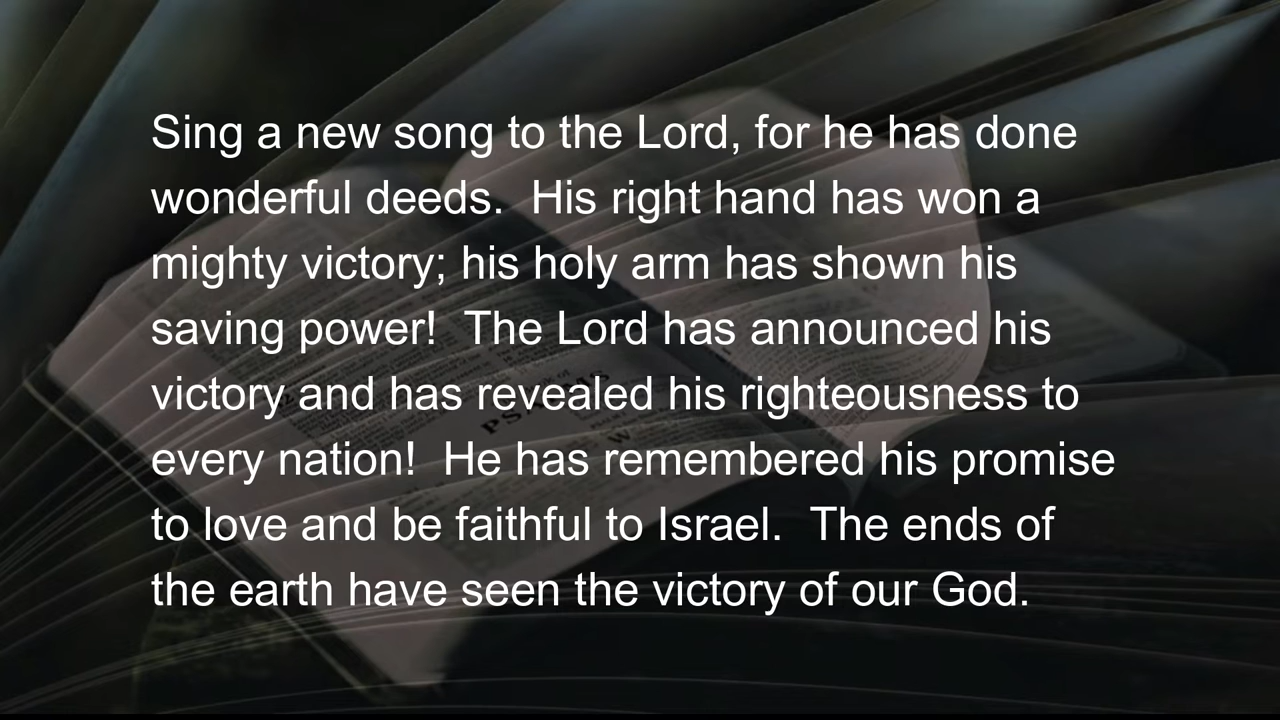 Sing a new song to the Lord, for he has done
wonderful deeds.  His right hand has won a
mighty victory; his holy arm has shown his
saving power!  The Lord has announced his
victory and has revealed his righteousness to
every nation!  He has remembered his promise
to love and be faithful to Israel.  The ends of
the earth have seen the victory of our God.